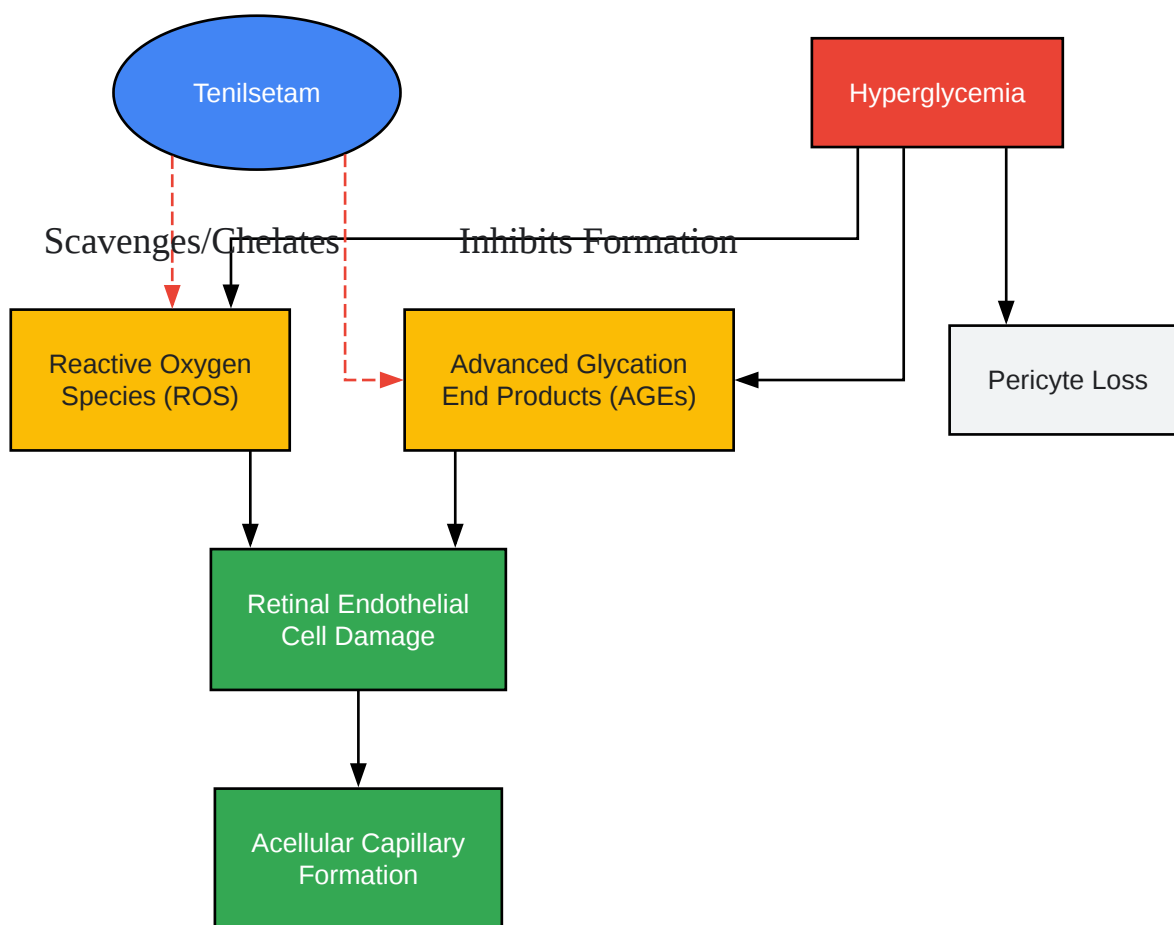 Tenilsetam
Hyperglycemia
Scavenges/Chelates
Inhibits Formation
Reactive Oxygen
Species (ROS)
Advanced Glycation
End Products (AGEs)
Pericyte Loss
Retinal Endothelial
Cell Damage
Acellular Capillary
Formation